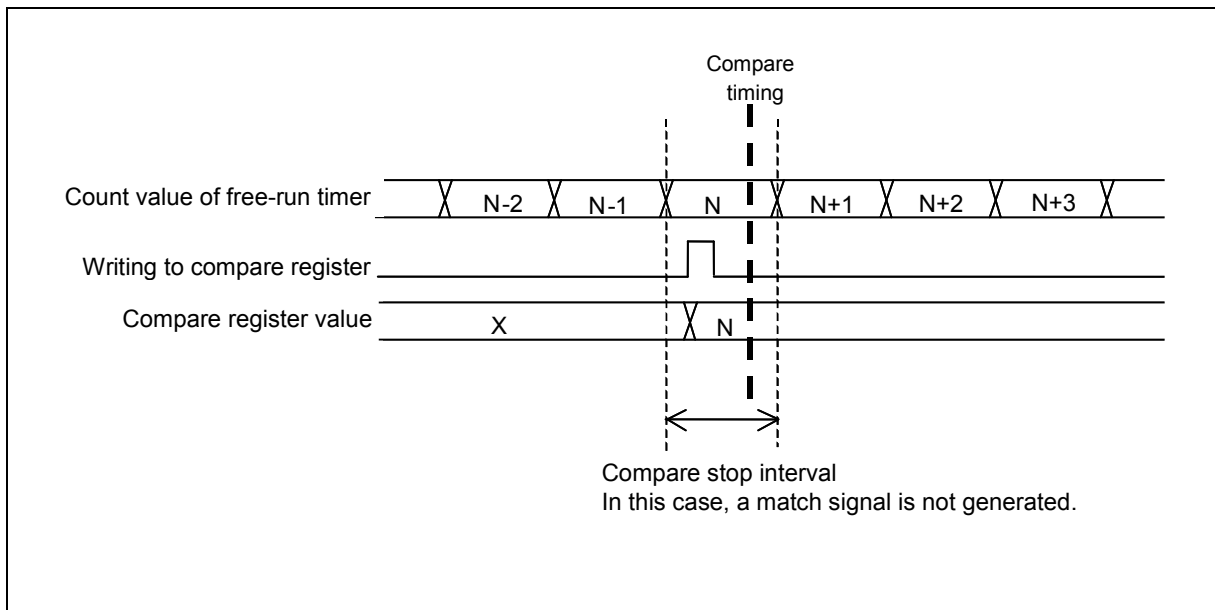 Compare
timing
Count value of free-run timer
N-2 N-1 N N+1 N+2 N+3
Writing to compare register
Compare register value
X N
Compare stop interval
In this case, a match signal is not generated.